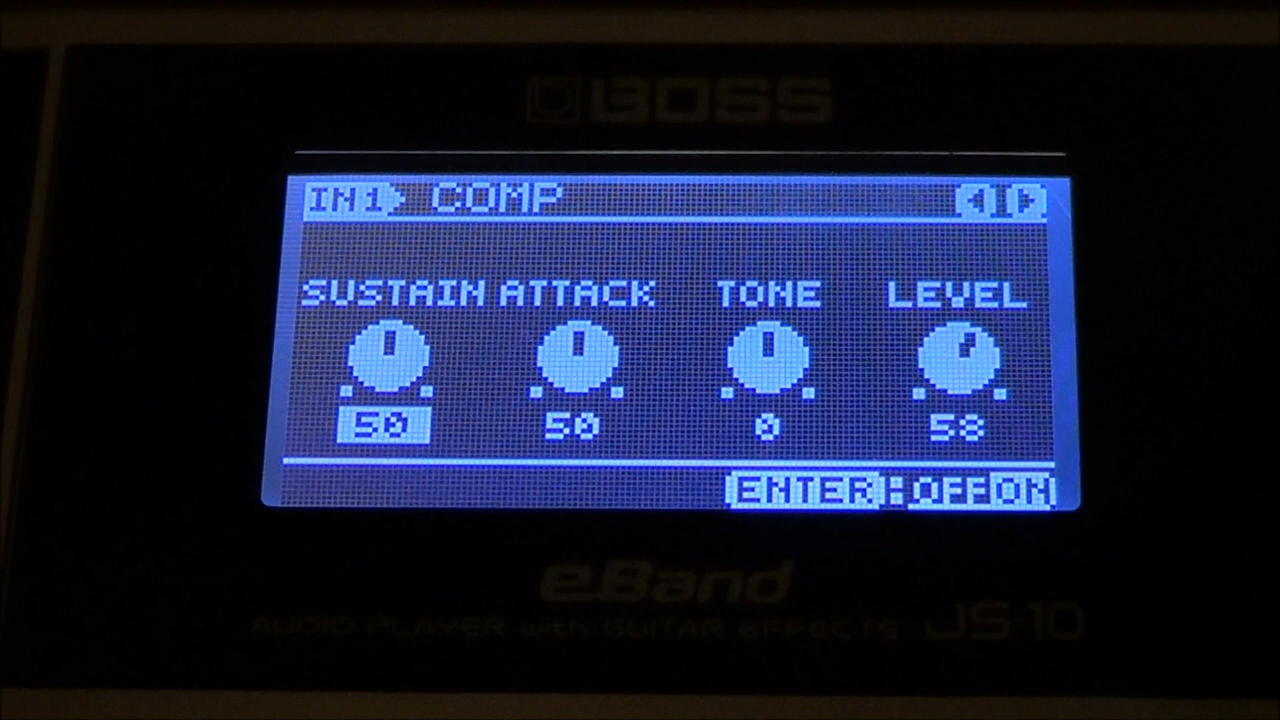 BOSS
IN1 COMP
SUSTAIN ATTACK TONE LEVEL
50 50 0 58
ENTER:OFF ON
eBand
AUDIO PLAYER with GUITAR EFFECTS JS-10